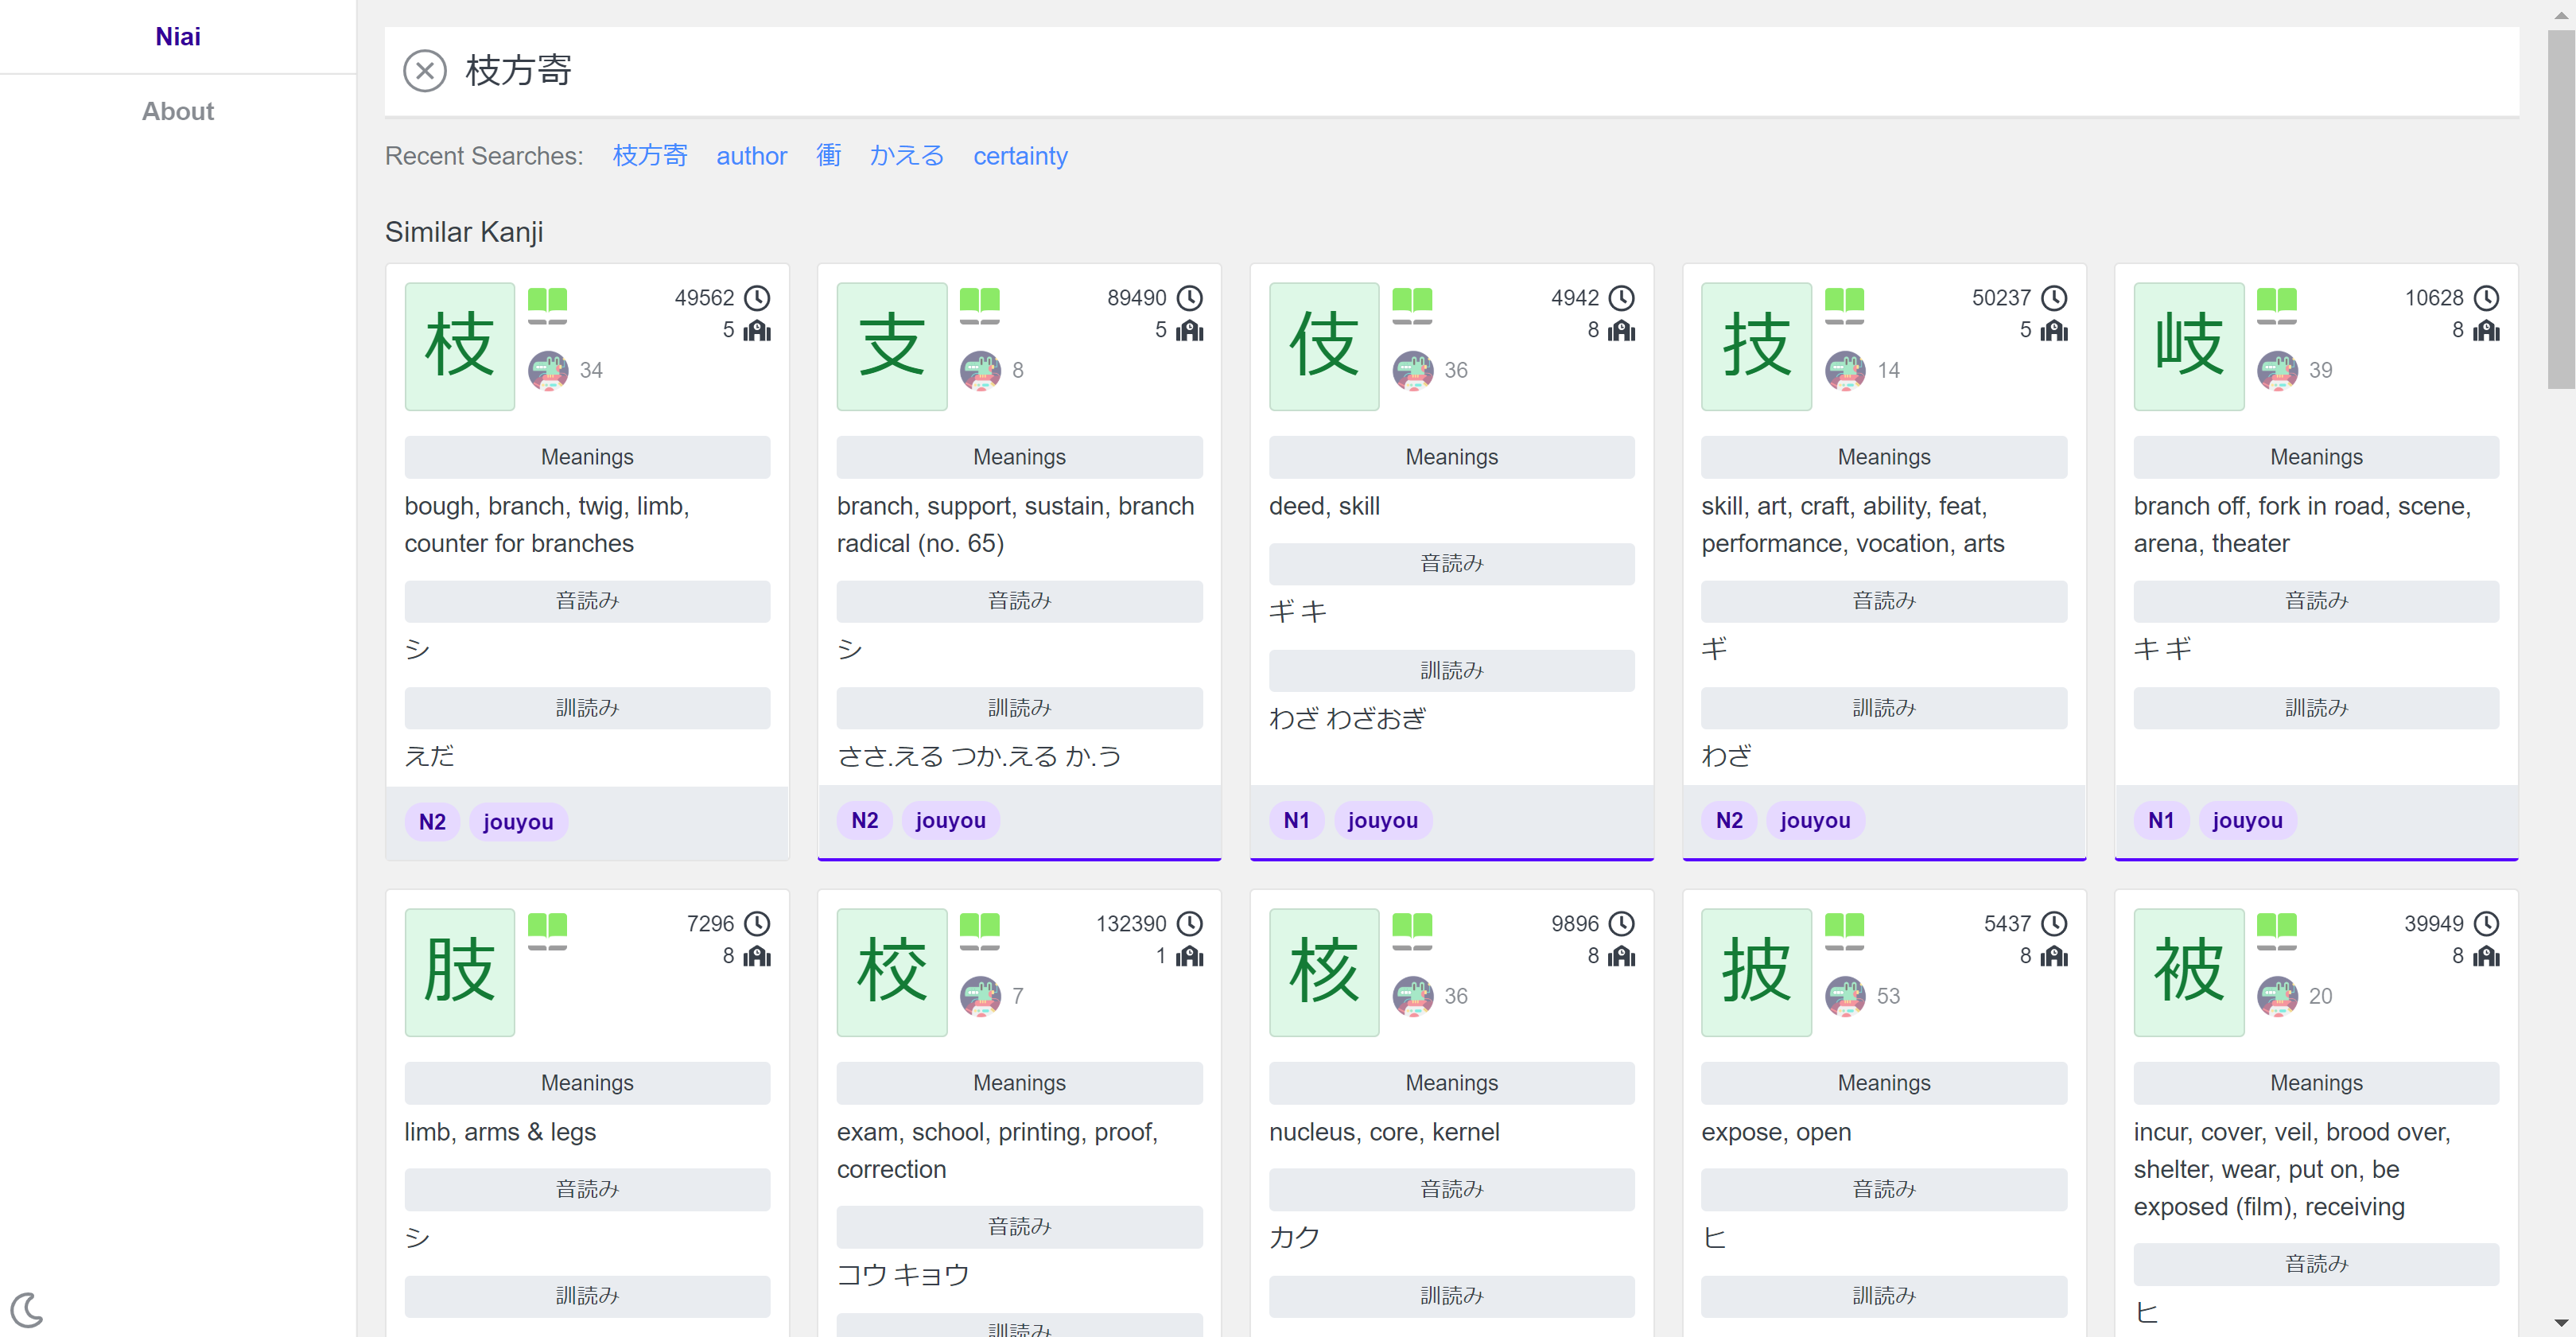 Niai
About
枝方寄
Recent Searches: 枝方寄 author 衝 かえる certainty
Similar Kanji
枝
49562
5
34
Meanings
bough, branch, twig, limb,
counter for branches
音読み
シ
訓読み
えだ
N2 jouyou
支
89490
5
8
Meanings
branch, support, sustain, branch
radical (no. 65)
音読み
シ
訓読み
ささ.える つか.える か.う
N2 jouyou
伎
4942
8
36
Meanings
deed, skill
音読み
ギ キ
訓読み
わざ わざおぎ
N1 jouyou
技
50237
5
14
Meanings
skill, art, craft, ability, feat,
performance, vocation, arts
音読み
ギ
訓読み
わざ
N2 jouyou
岐
10628
8
39
Meanings
branch off, fork in road, scene,
arena, theater
音読み
キ ギ
訓読み
N1 jouyou
肢
7296
8
Meanings
limb, arms & legs
音読み
シ
訓読み
校
132390
1
7
Meanings
exam, school, printing, proof,
correction
音読み
コウ キョウ
訓読み
核
9896
8
36
Meanings
nucleus, core, kernel
音読み
カク
訓読み
披
5437
8
53
Meanings
expose, open
音読み
ヒ
訓読み
被
39949
8
20
Meanings
incur, cover, veil, brood over,
shelter, wear, put on, be
exposed (film), receiving
音読み
ヒ